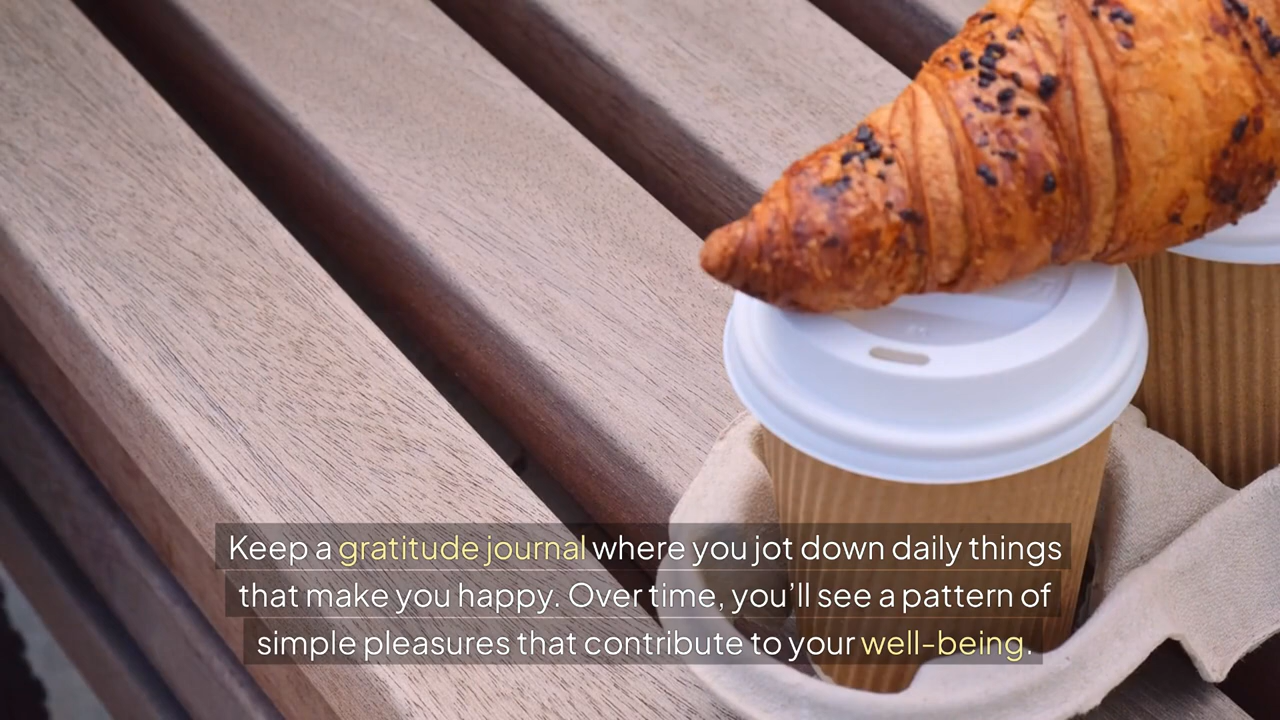 Keep a gratitude journal where you jot down daily things
that make you happy. Over time, you’ll see a pattern of
simple pleasures that contribute to your well-being.